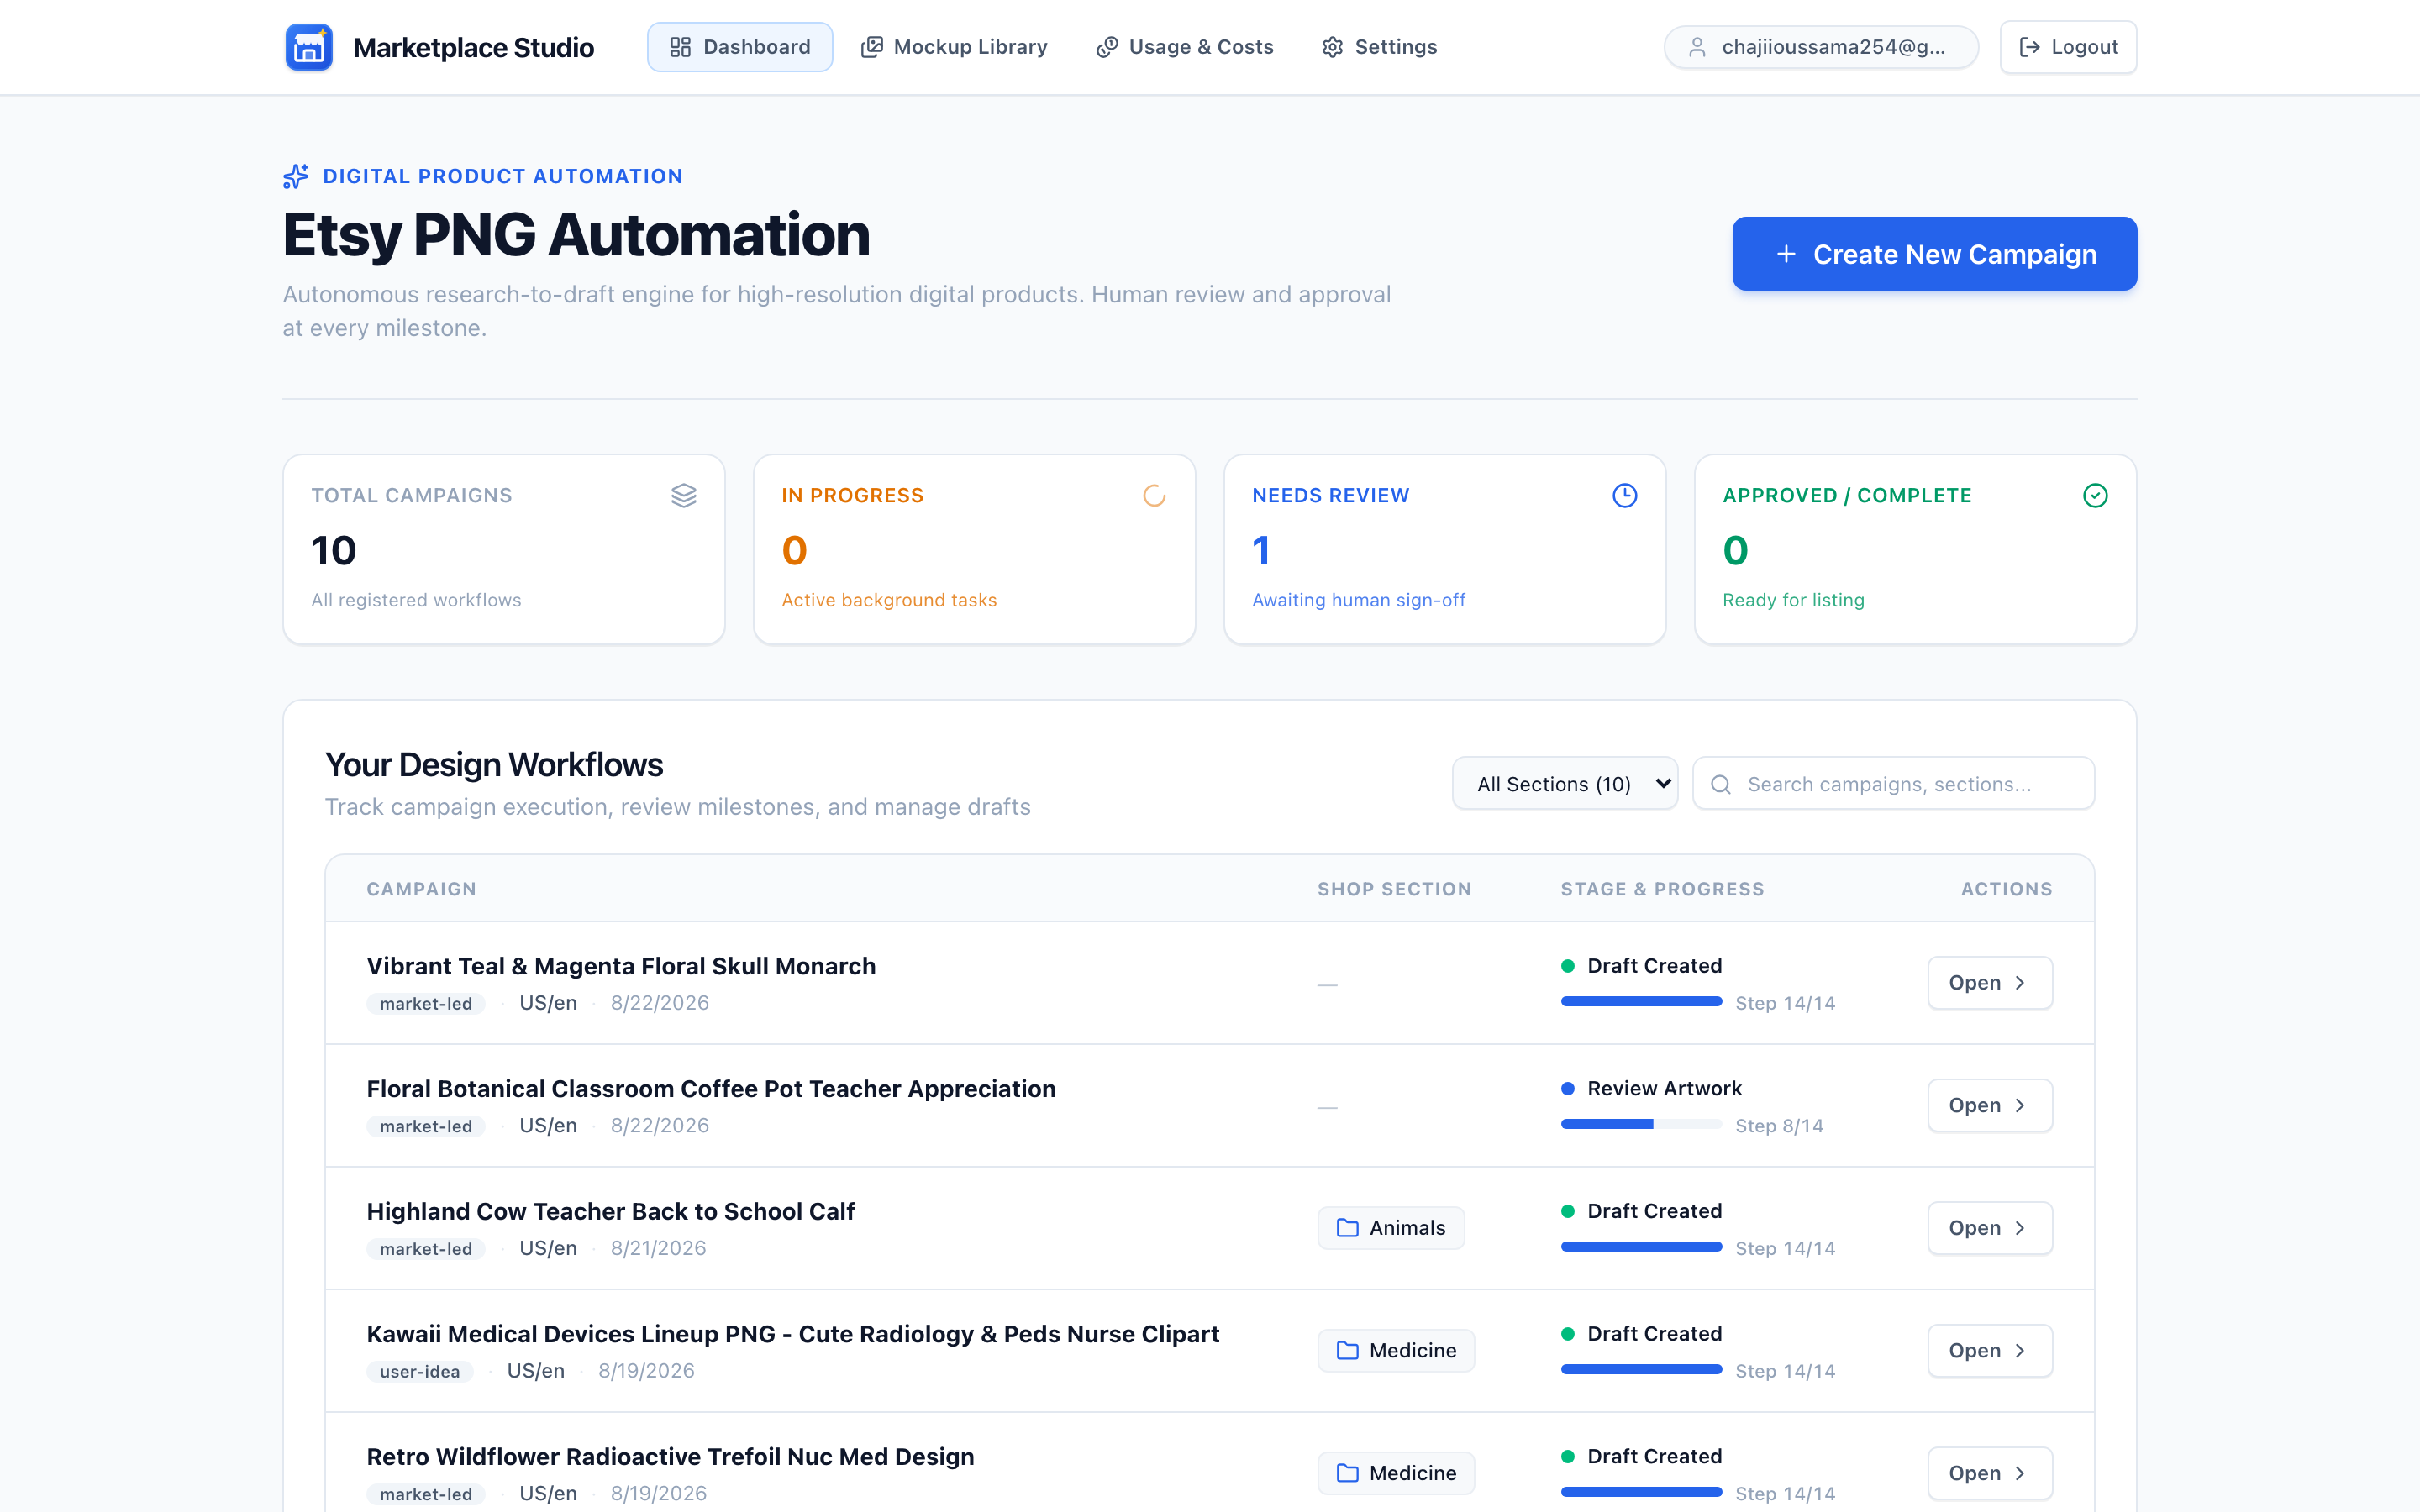 Marketplace Studio
Dashboard
Mockup Library
Usage & Costs
Settings
chajiioussama254@g...
Logout
DIGITAL PRODUCT AUTOMATION
Etsy PNG Automation
Autonomous research-to-draft engine for high-resolution digital products. Human review and approval
at every milestone.
+ Create New Campaign
TOTAL CAMPAIGNS
10
All registered workflows
IN PROGRESS
0
Active background tasks
NEEDS REVIEW
1
Awaiting human sign-off
APPROVED / COMPLETE
0
Ready for listing
Your Design Workflows
Track campaign execution, review milestones, and manage drafts
All Sections (10)
Search campaigns, sections...
CAMPAIGN SHOP SECTION STAGE & PROGRESS ACTIONS
Vibrant Teal & Magenta Floral Skull Monarch
market-led · US/en · 8/22/2026
—
Draft Created
Step 14/14
Open
Floral Botanical Classroom Coffee Pot Teacher Appreciation
market-led · US/en · 8/22/2026
—
Review Artwork
Step 8/14
Open
Highland Cow Teacher Back to School Calf
market-led · US/en · 8/21/2026
Animals
Draft Created
Step 14/14
Open
Kawaii Medical Devices Lineup PNG - Cute Radiology & Peds Nurse Clipart
user-idea · US/en · 8/19/2026
Medicine
Draft Created
Step 14/14
Open
Retro Wildflower Radioactive Trefoil Nuc Med Design
market-led · US/en · 8/19/2026
Medicine
Draft Created
Step 14/14
Open